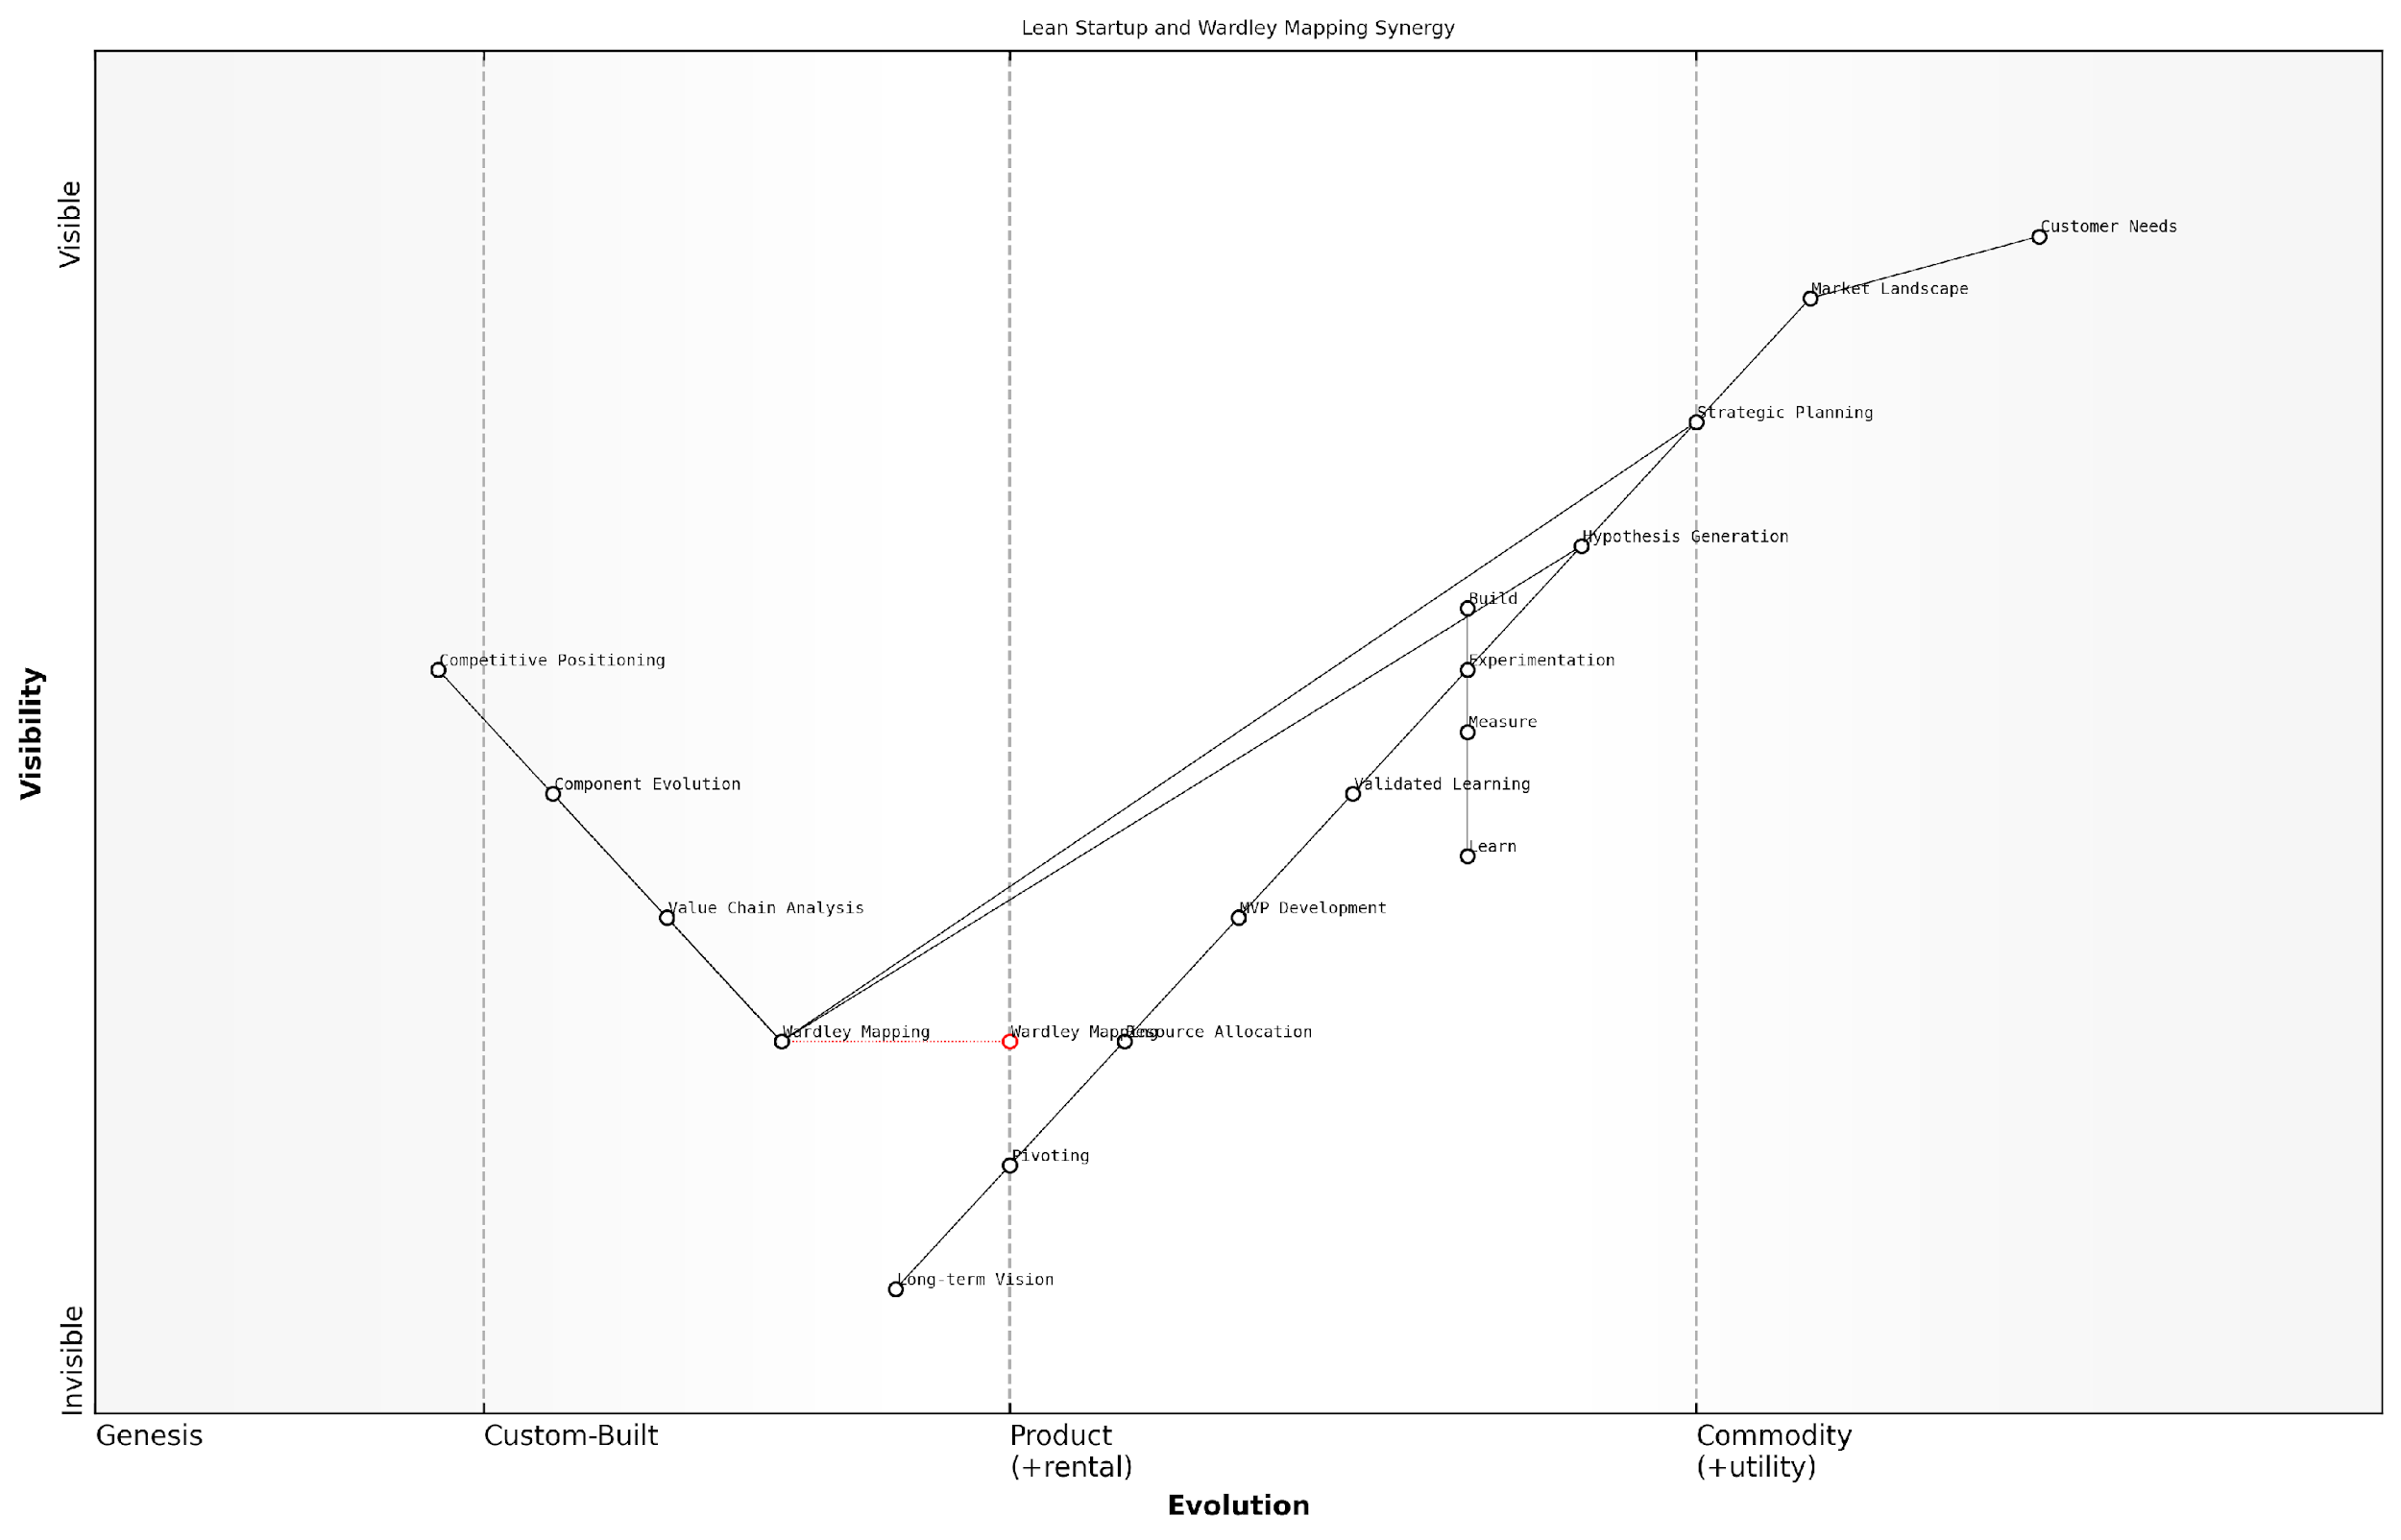 Lean Startup and Wardley Mapping Synergy
Visible
Customer Needs
Market Landscape
Strategic Planning
Hypothesis Generation
Build
Competitive Positioning
Experimentation
Visibility
Measure
Component Evolution
Validated Learning
Learn
Value Chain Analysis
MVP Development
Wardley Mapping
Wardley Mapping
Resource Allocation
Pivoting
Long-term Vision
Invisible
Genesis
Custom-Built
Product
(+rental)
Commodity
(+utility)
Evolution